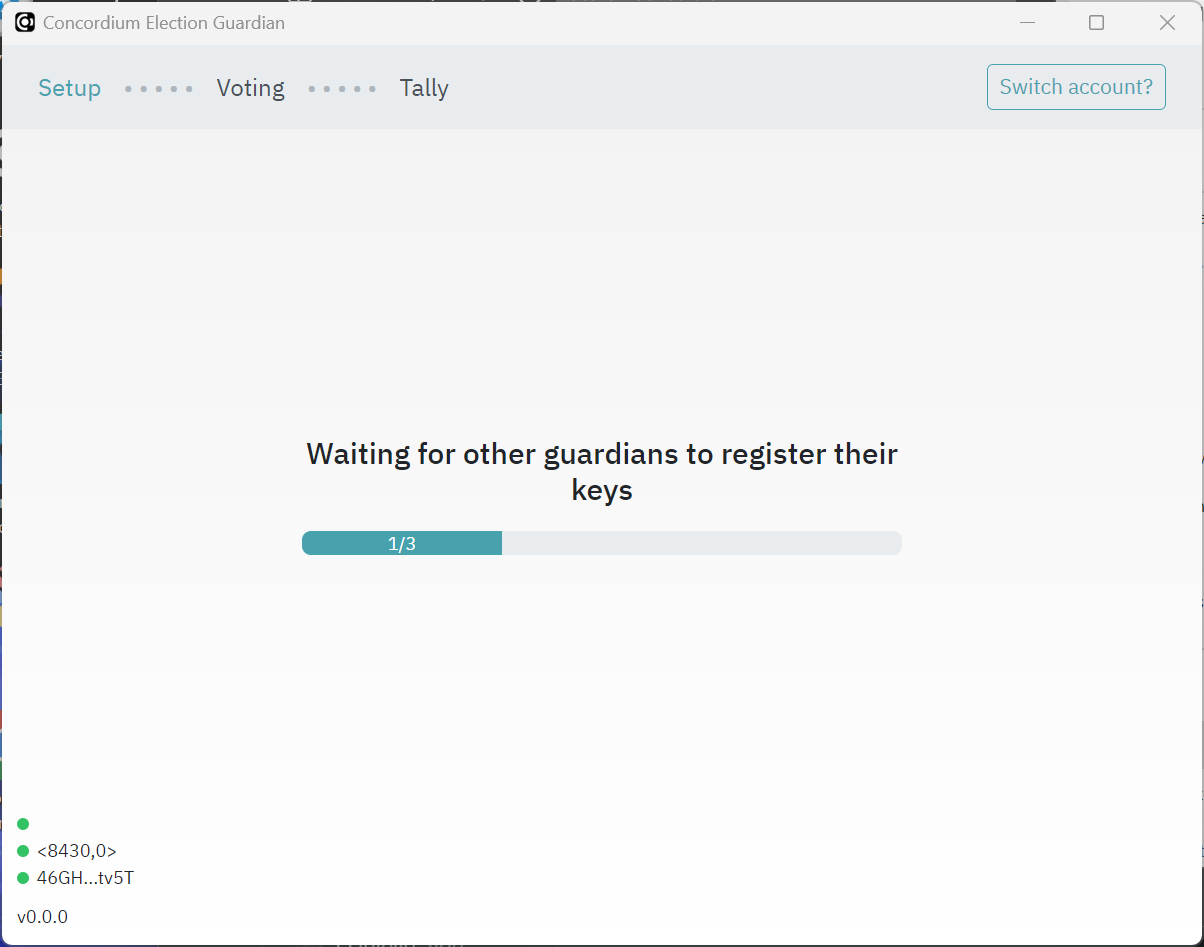 Concordium Election Guardian
Setup Voting Tally Switch account?
Waiting for other guardians to register their
keys
1/3
<8430,0>
46GH...tv5T
v0.0.0